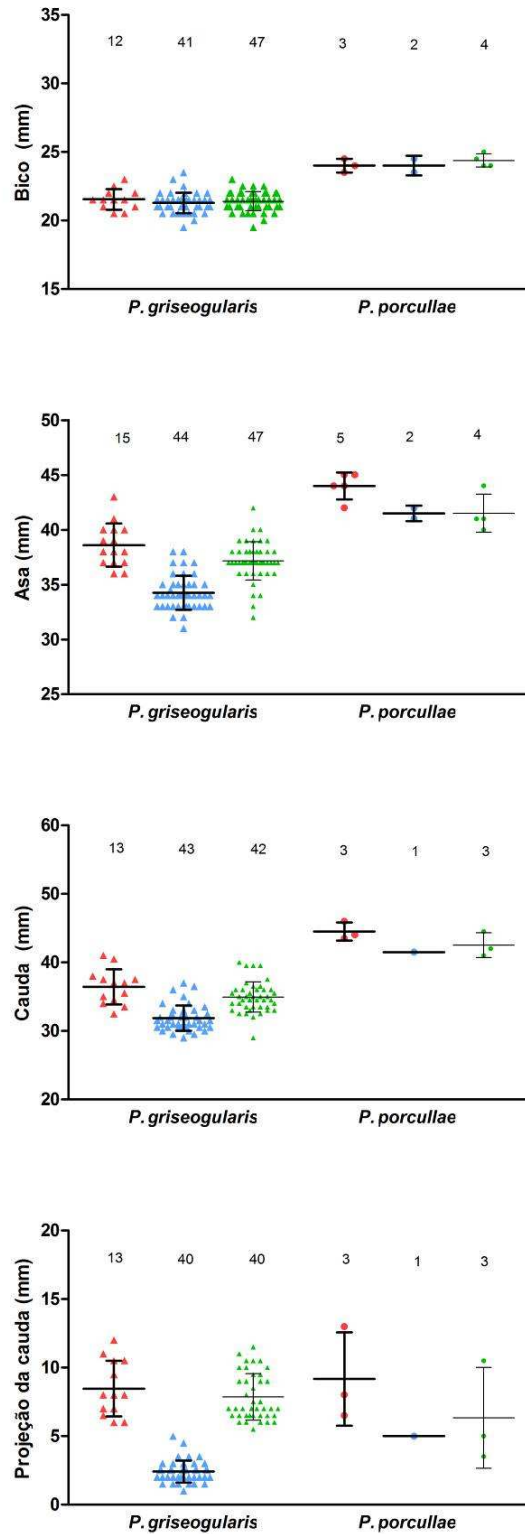 12 41 47 3 2 4
35
30
25
20
15
Bico (mm)
P. griseogularis P. porcullae
15 44 47 5 2 4
50
45
40
35
30
25
Asa (mm)
P. griseogularis P. porcullae
13 43 42 3 1 3
60
50
40
30
20
Cauda (mm)
P. griseogularis P. porcullae
13 40 40 3 1 3
20
15
10
5
0
Projeção da cauda (mm)
P. griseogularis P. porcullae